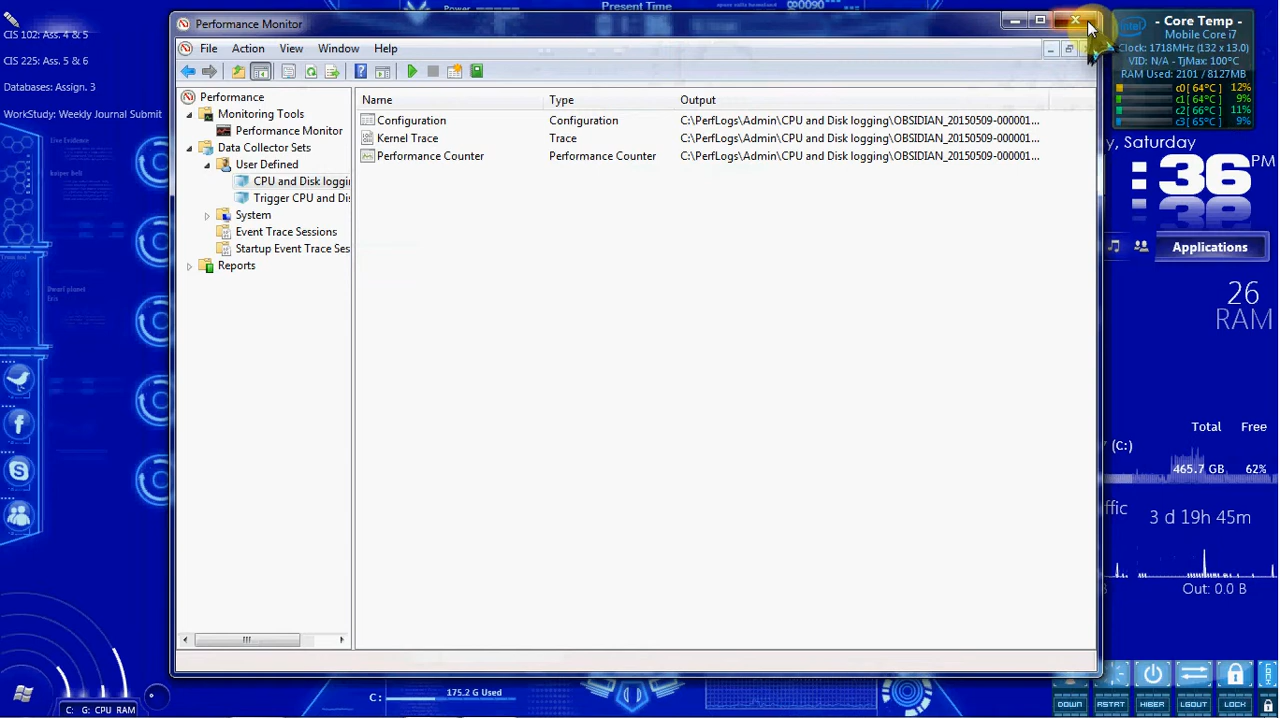 Power
Present Time
CIS 102: Ass. 4 & 5
CIS 225: Ass. 5 & 6
Databases: Assign. 3
WorkStudy: Weekly Journal Submit
Performance Monitor
File Action View Window Help
Performance
Monitoring Tools
Performance Monitor
Data Collector Sets
User Defined
CPU and Disk loggi
Trigger CPU and Di
System
Event Trace Sessions
Startup Event Trace Ses
Reports
Name Type Output
Configuration Configuration C:\PerfLogs\Admin\CPU and Disk logging\OBSIDIAN_20150509-000001...
Kernel Trace Trace C:\PerfLogs\Admin\CPU and Disk logging\OBSIDIAN_20150509-000001...
Performance Counter Performance Counter C:\PerfLogs\Admin\CPU and Disk logging\OBSIDIAN_20150509-000001...
intel
- Core Temp -
Mobile Core i7
Clock: 1718MHz (132 x 13.0)
VID: N/A - TjMax: 100°C
RAM Used: 2101 / 8127MB
c0[ 64°C ] 12%
c1[ 64°C ] 9%
c2[ 66°C ] 11%
c3[ 65°C ] 9%
y, Saturday
:36 PM
Applications
26
RAM
Total Free
(C:)
465.7 GB 62%
ffic
3 d 19h 45m
Out: 0.0 B
C: 175.2 G Used
C: G: CPU RAM
DOWN RSTRT HIBER LGOUT LOCK